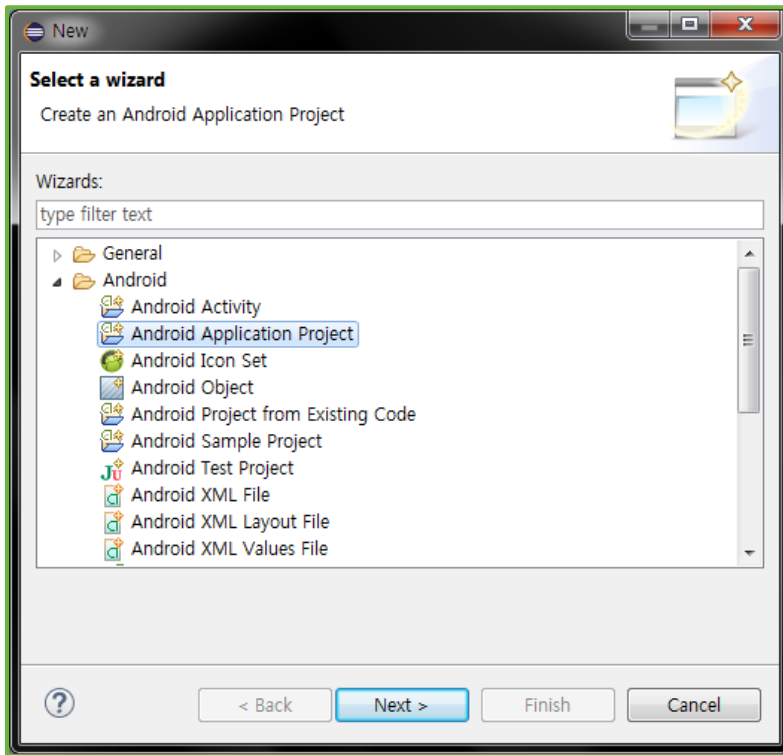 New
Select a wizard
Create an Android Application Project
Wizards:
type filter text
General
Android
Android Activity
Android Application Project
Android Icon Set
Android Object
Android Project from Existing Code
Android Sample Project
Android Test Project
Android XML File
Android XML Layout File
Android XML Values File
< Back Next > Finish Cancel